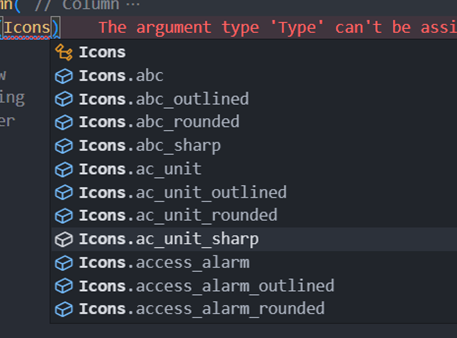 mn( // Column ...
(Icons) The argument type 'Type' can't be assi
Icons
w
Icons.abc
ing
Icons.abc_outlined
er
Icons.abc_rounded
Icons.abc_sharp
Icons.ac_unit
Icons.ac_unit_outlined
Icons.ac_unit_rounded
Icons.ac_unit_sharp
Icons.access_alarm
Icons.access_alarm_outlined
Icons.access_alarm_rounded